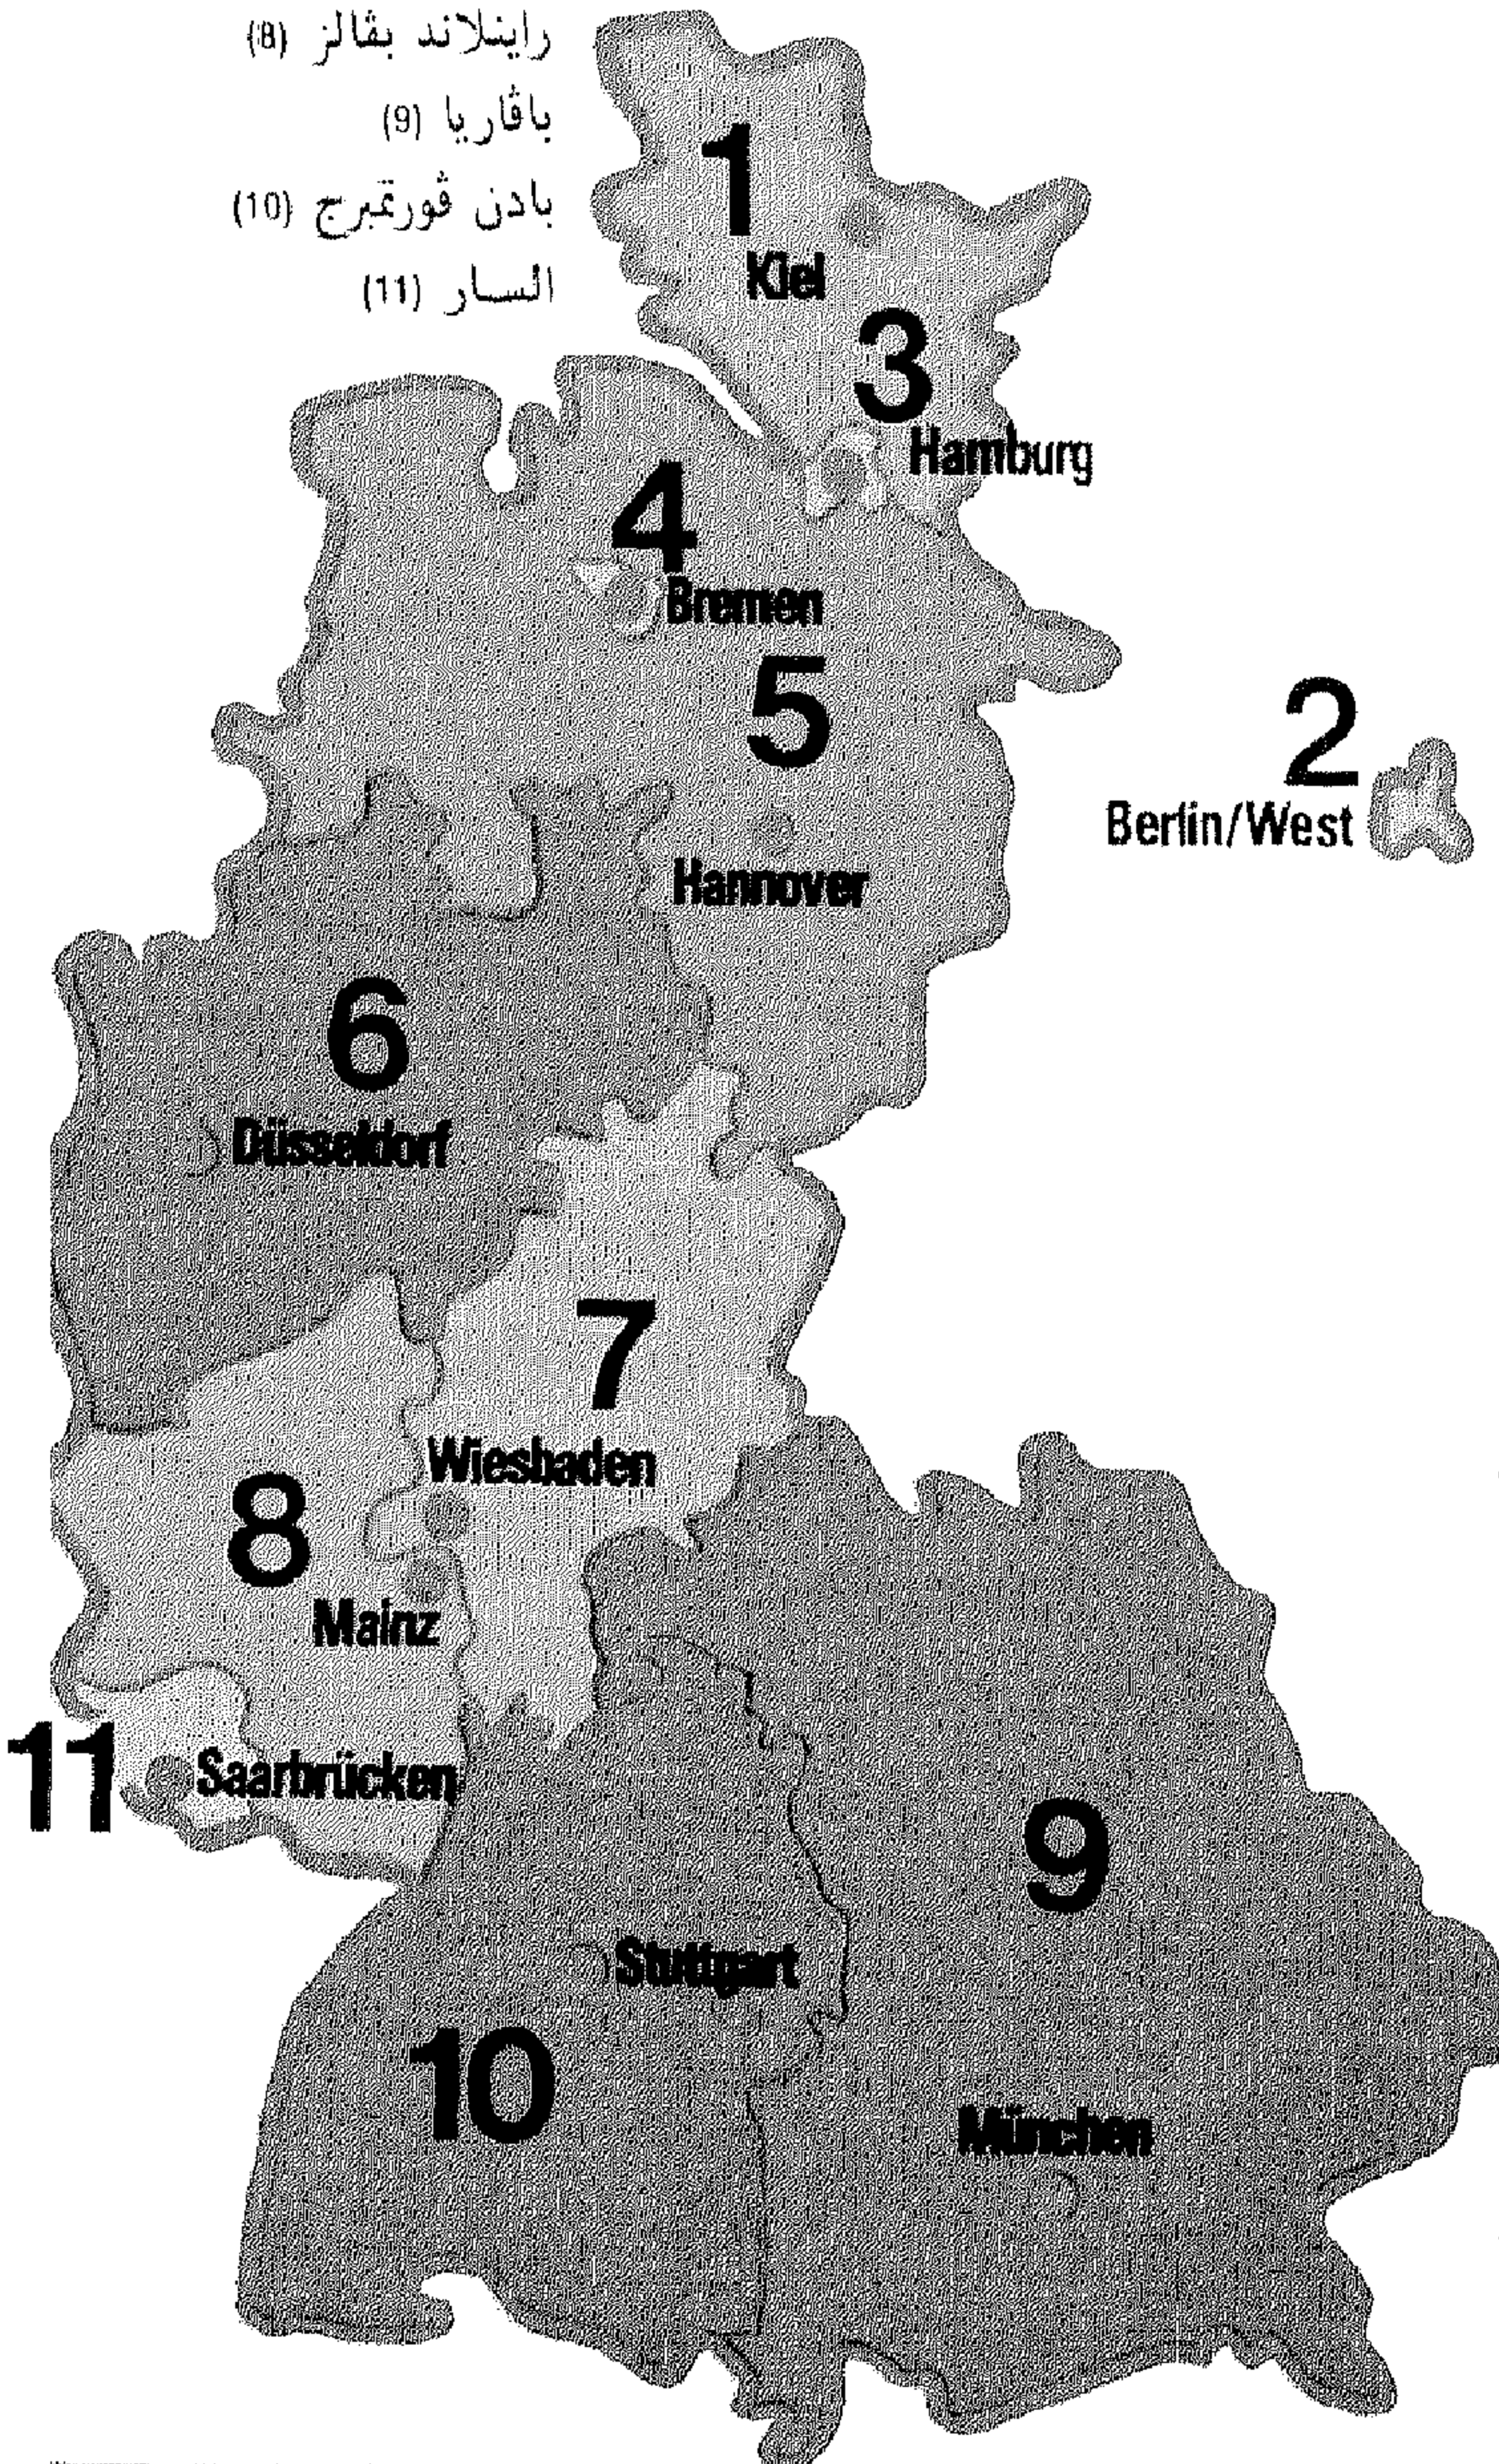 راينلاند بڤالز (8)
باڤاريا (9)
بادن ڤورتمبرج (10)
السار (11)
1
Kiel
3
Hamburg
4
Bremen
5
2
Berlin/West
Hannover
6
Düsseldorf
7
Wiesbaden
8
Mainz
11
Saarbrücken
9
Stuttgart
10
München